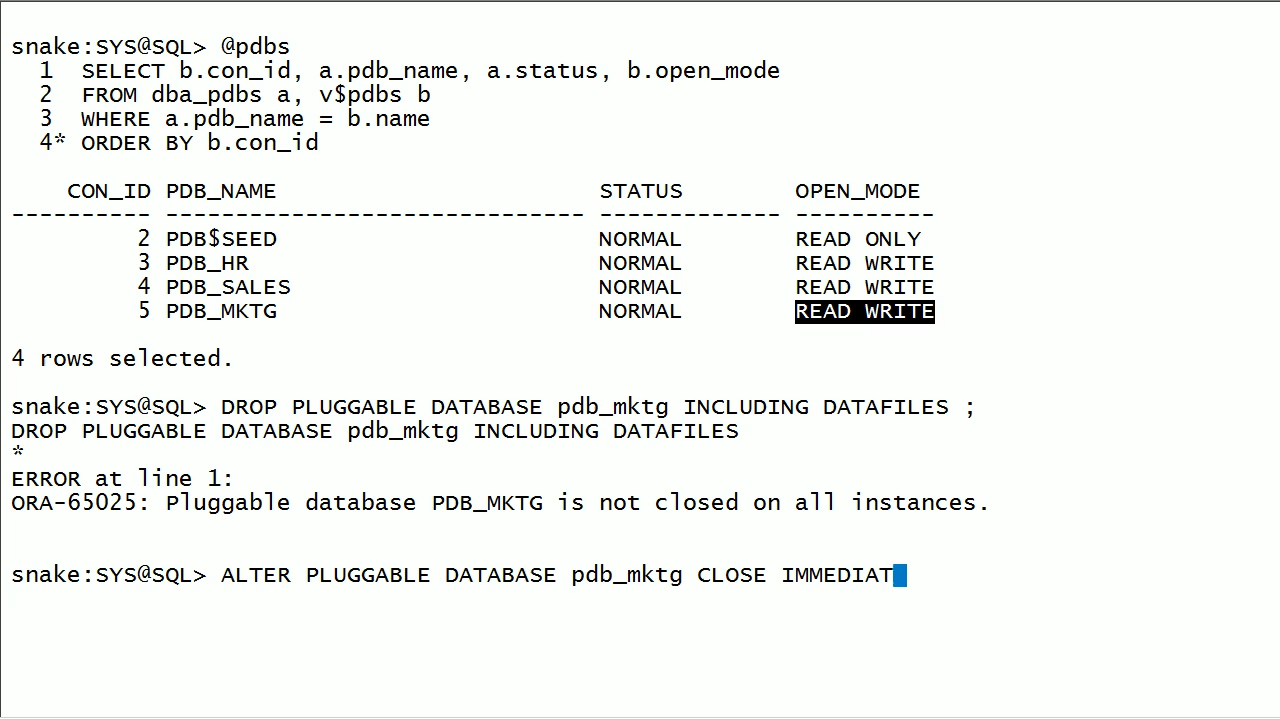 snake:SYS@SQL> @pdbs
  1  SELECT b.con_id, a.pdb_name, a.status, b.open_mode
  2  FROM dba_pdbs a, v$pdbs b
  3  WHERE a.pdb_name = b.name
  4* ORDER BY b.con_id
    CON_ID PDB_NAME                       STATUS        OPEN_MODE
---------- ------------------------------ ------------- ----------
         2 PDB$SEED                       NORMAL        READ ONLY
         3 PDB_HR                         NORMAL        READ WRITE
         4 PDB_SALES                      NORMAL        READ WRITE
         5 PDB_MKTG                       NORMAL        READ WRITE
4 rows selected.
snake:SYS@SQL> DROP PLUGGABLE DATABASE pdb_mktg INCLUDING DATAFILES ;
DROP PLUGGABLE DATABASE pdb_mktg INCLUDING DATAFILES
*
ERROR at line 1:
ORA-65025: Pluggable database PDB_MKTG is not closed on all instances.
snake:SYS@SQL> ALTER PLUGGABLE DATABASE pdb_mktg CLOSE IMMEDIAT